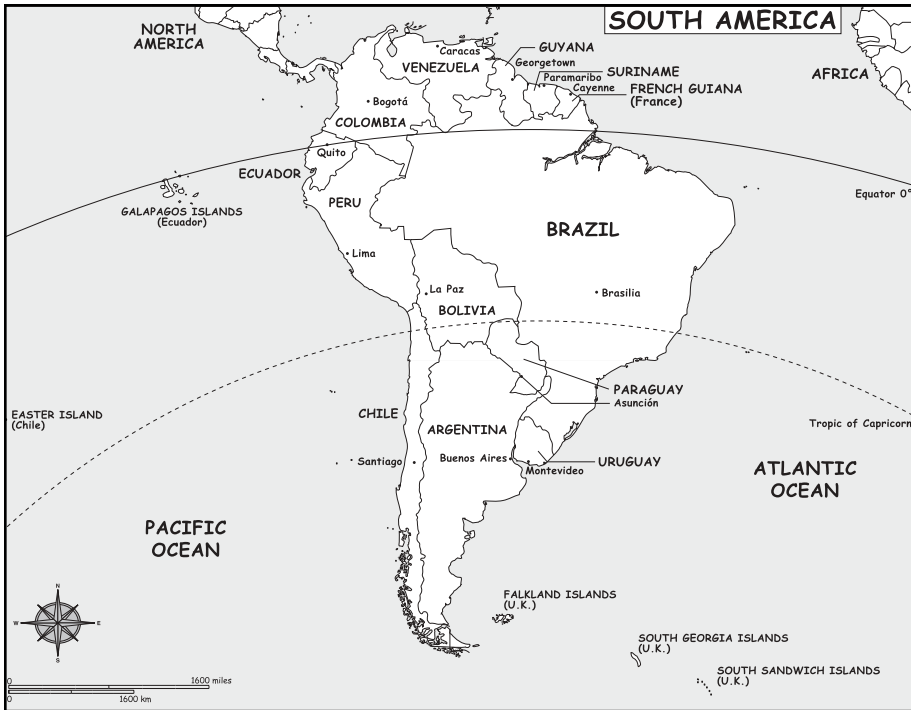 SOUTH AMERICA
NORTH
AMERICA
Caracas
VENEZUELA
GUYANA
Georgetown
SURINAME
Paramaribo
Cayenne
FRENCH GUIANA
(France)
AFRICA
Bogotá
COLOMBIA
Quito
ECUADOR
Equator 0°
GALAPAGOS ISLANDS
(Ecuador)
PERU
BRAZIL
Lima
La Paz
Brasília
BOLIVIA
PARAGUAY
Asunción
EASTER ISLAND
(Chile)
CHILE
Tropic of Capricorn
ARGENTINA
Santiago
Buenos Aires
URUGUAY
Montevideo
ATLANTIC
OCEAN
PACIFIC
OCEAN
FALKLAND ISLANDS
(U.K.)
N
W
E
S
SOUTH GEORGIA ISLANDS
(U.K.)
SOUTH SANDWICH ISLANDS
(U.K.)
0 1600 miles
0 1600 km